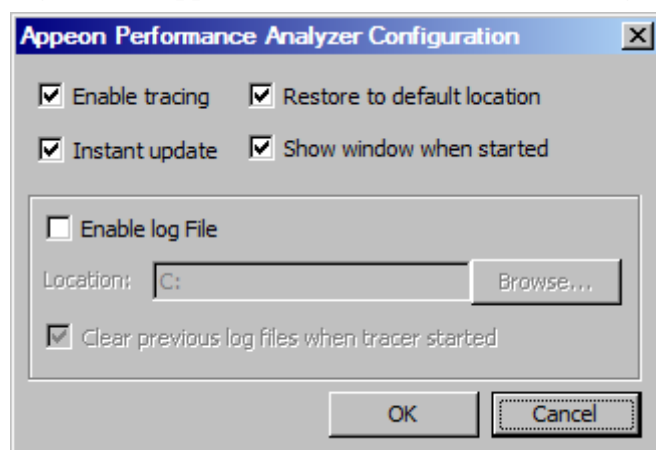 Appeon Performance Analyzer Configuration
Enable tracing Restore to default location
Instant update Show window when started
Enable log File
Location: C: Browse...
Clear previous log files when tracer started
OK Cancel